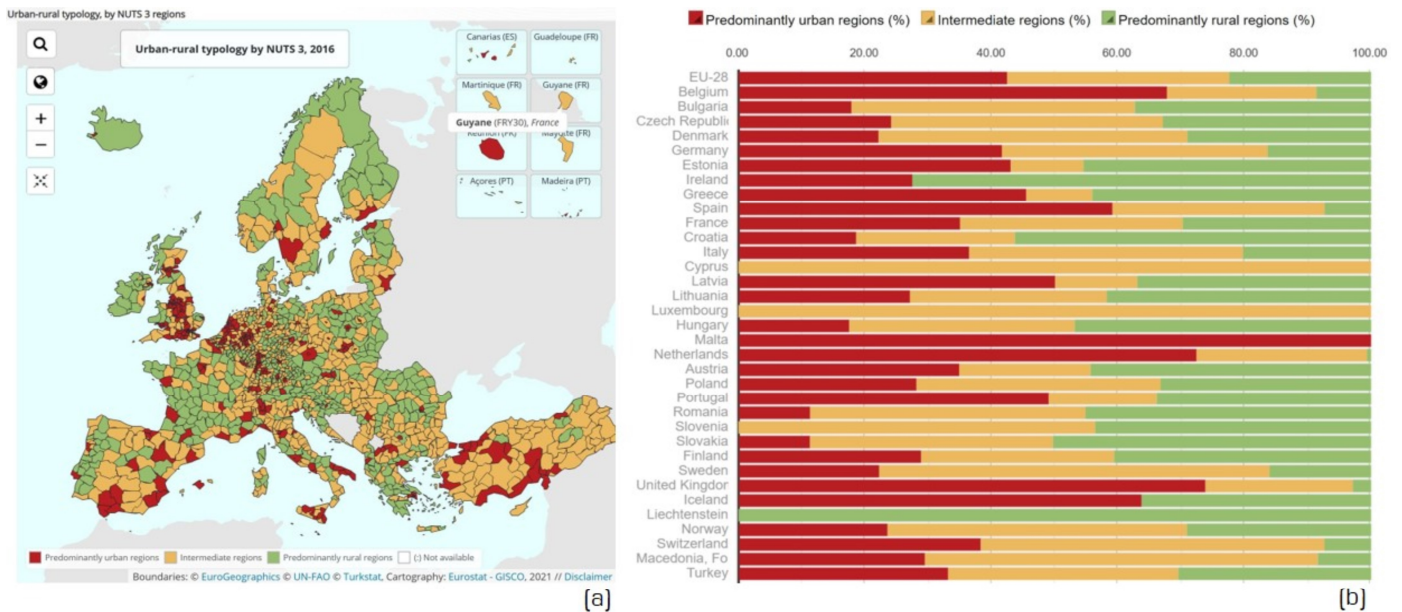 Urban-rural typology, by NUTS 3 regions
Urban-rural typology by NUTS 3, 2016
Canarias (ES)
Guadeloupe (FR)
Martinique (FR)
Guyane (FR)
Guyane (FRY30), France
Réunion (FR)
Mayotte (FR)
Açores (PT)
Madeira (PT)
+
−
Predominantly urban regions
Intermediate regions
Predominantly rural regions
(:) Not available
Boundaries: © EuroGeographics © UN-FAO © Turkstat, Cartography: Eurostat - GISCO, 2021 // Disclaimer
(a)
Predominantly urban regions (%)
Intermediate regions (%)
Predominantly rural regions (%)
0.00 20.00 40.00 60.00 80.00 100.00
EU-28
Belgium
Bulgaria
Czech Republi
Denmark
Germany
Estonia
Ireland
Greece
Spain
France
Croatia
Italy
Cyprus
Latvia
Lithuania
Luxembourg
Hungary
Malta
Netherlands
Austria
Poland
Portugal
Romania
Slovenia
Slovakia
Finland
Sweden
United Kingdor
Iceland
Liechtenstein
Norway
Switzerland
Macedonia, Fo
Turkey
(b)